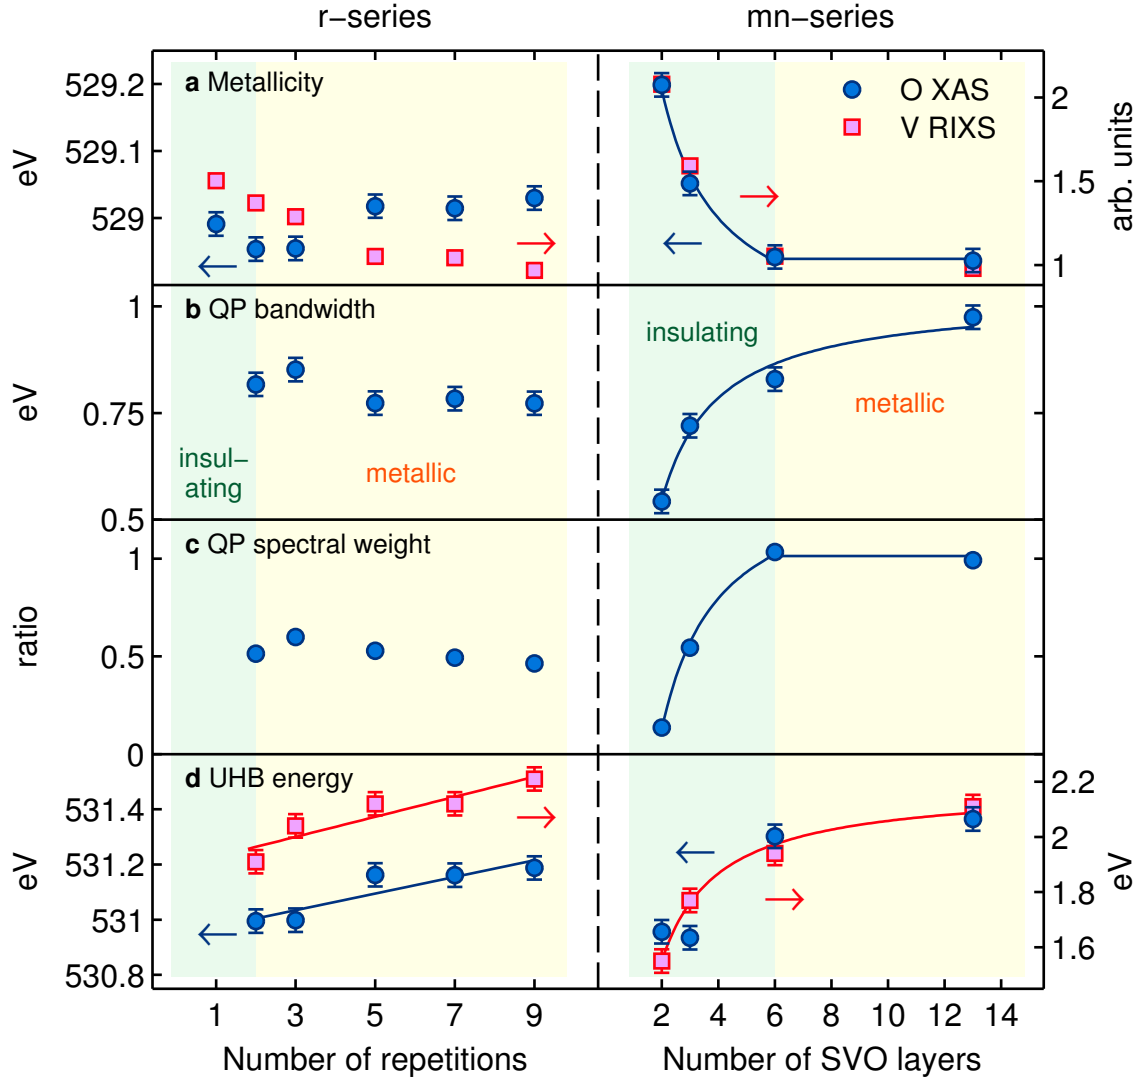 r−series
mn−series
a Metallicity
O XAS
V RIXS
529.2
529.1
529
eV
2
1.5
1
arb. units
b QP bandwidth
insulating
metallic
insul−
ating
metallic
1
0.75
0.5
eV
c QP spectral weight
1
0.5
0
ratio
d UHB energy
531.4
531.2
531
530.8
eV
2.2
2
1.8
1.6
eV
1 3 5 7 9
2 4 6 8 10 12 14
Number of repetitions
Number of SVO layers